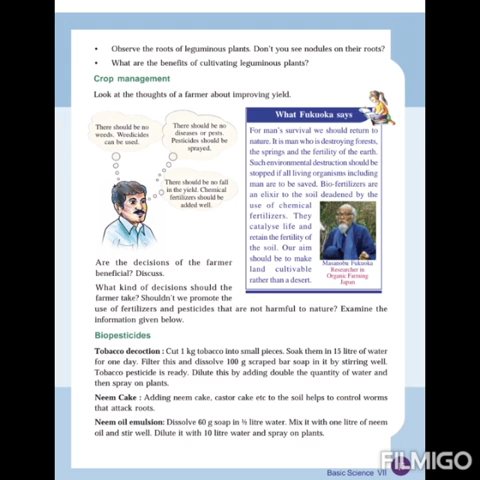 • Observe the roots of leguminous plants. Don't you see nodules on their roots?
• What are the benefits of cultivating leguminous plants?
Crop management
Look at the thoughts of a farmer about improving yield.
There should be no
weeds. Weedicides
can be used.
There should be no
diseases or pests.
Pesticides should be
sprayed.
There should be no fall
in the yield. Chemical
fertilizers should be
added well.
What Fukuoka says
For man's survival we should return to
nature. It is man who is destroying forests,
the springs and the fertility of the earth.
Such environmental destruction should be
stopped if all living organisms including
man are to be saved. Bio-fertilizers are
an elixir to the soil deadened by the
use of chemical
fertilizers. They
catalyse life and
retain the fertility of
the soil. Our aim
should be to make
land cultivable
rather than a desert.
Masanobu Fukuoka
Researcher in
Organic Farming
Japan
Are the decisions of the farmer
beneficial? Discuss.
What kind of decisions should the
farmer take? Shouldn't we promote the
use of fertilizers and pesticides that are not harmful to nature? Examine the
information given below.
Biopesticides
Tobacco decoction: Cut 1 kg tobacco into small pieces. Soak them in 15 litre of water
for one day. Filter this and dissolve 100 g scraped bar soap in it by stirring well.
Tobacco pesticide is ready. Dilute this by adding double the quantity of water and
then spray on plants.
Neem Cake: Adding neem cake, castor cake etc to the soil helps to control worms
that attack roots.
Neem oil emulsion: Dissolve 60 g soap in ½ litre water. Mix it with one litre of neem
oil and stir well. Dilute it with 10 litre water and spray on plants.
Basic Science VII
FILMIGO